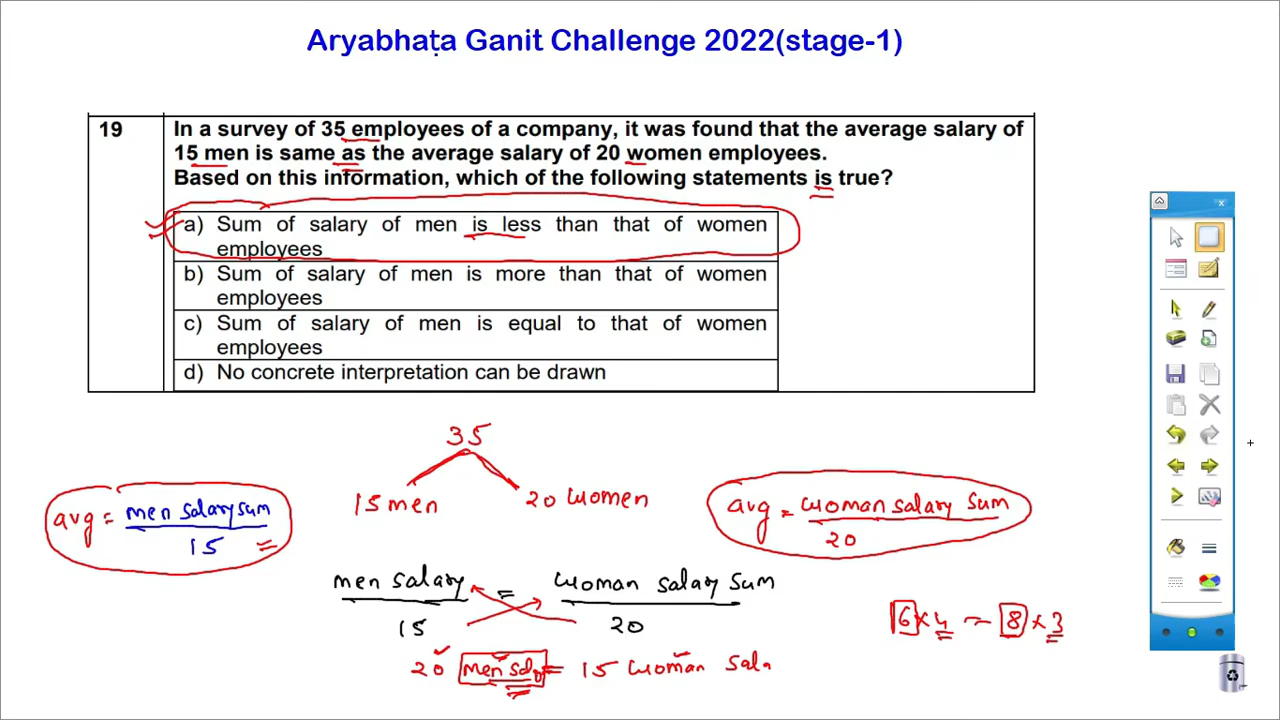 Aryabhaṭa Ganit Challenge 2022(stage-1)
19
In a survey of 35 employees of a company, it was found that the average salary of
15 men is same as the average salary of 20 women employees.
Based on this information, which of the following statements is true?
a) Sum of salary of men is less than that of women
employees
b) Sum of salary of men is more than that of women
employees
c) Sum of salary of men is equal to that of women
employees
d) No concrete interpretation can be drawn
35
15 men
20 women
avg = men salary sum
15
avg = woman salary sum
20
men salary = woman salary sum
15 20
6 × 4 = 8 × 3
20 men sal = 15 woman sala